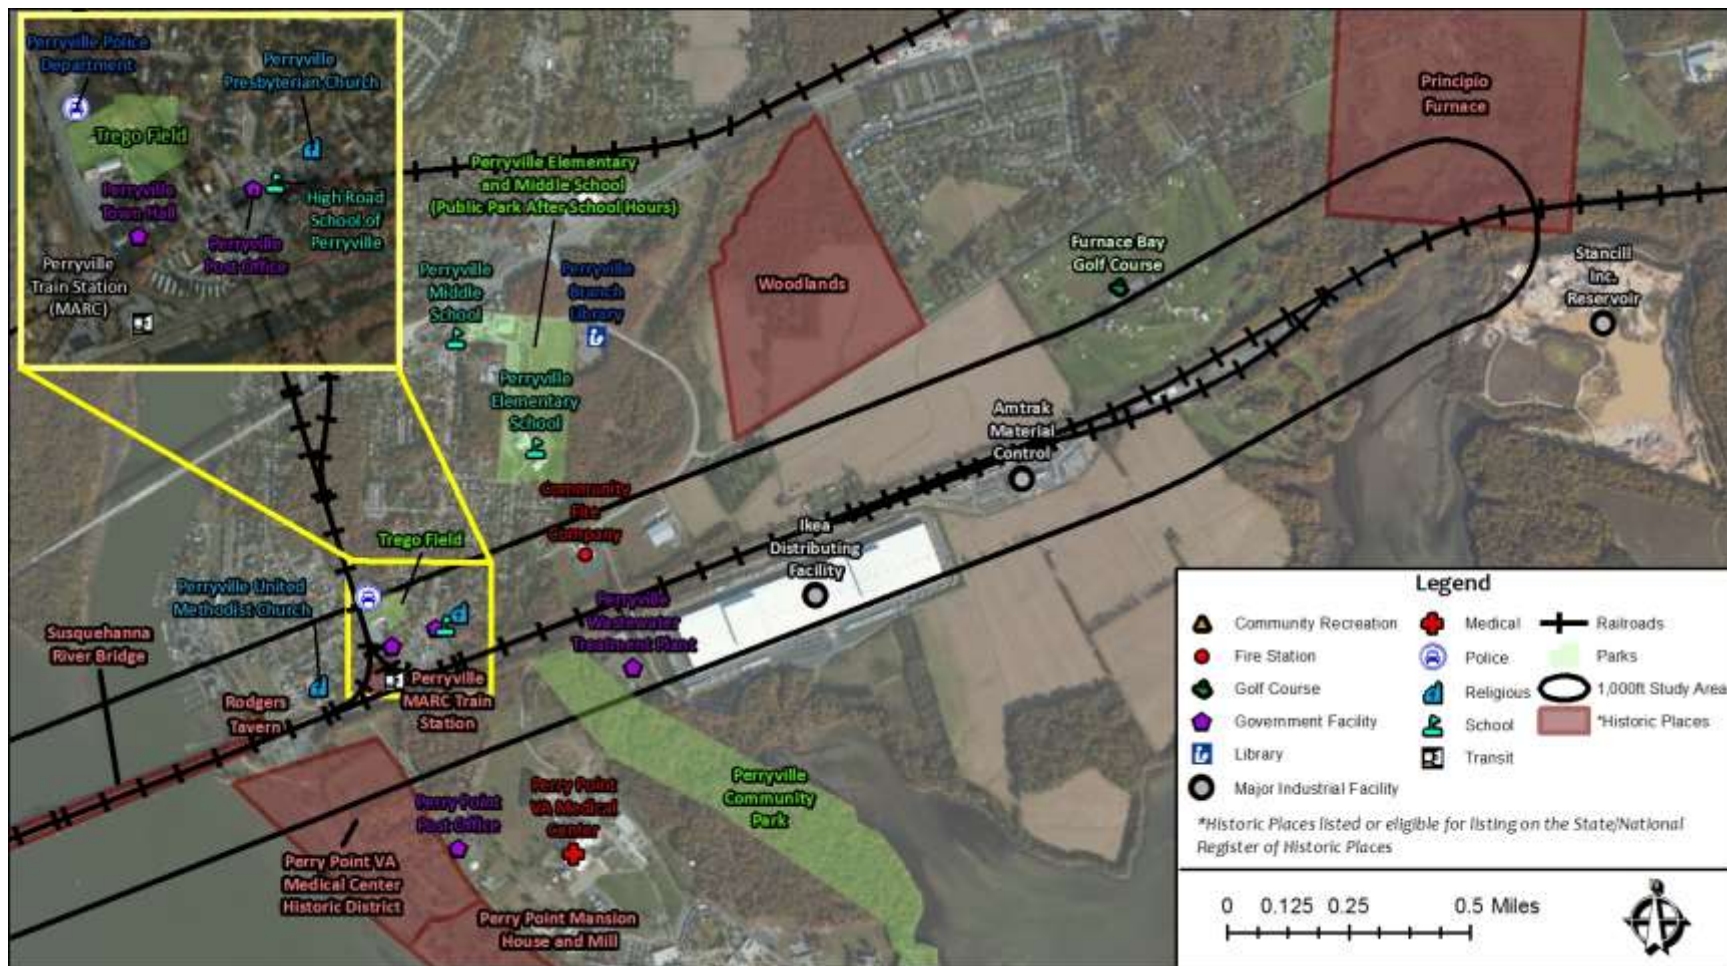 Perryville Police
Department
Perryville
Presbyterian Church
Trego Field
Perryville
Town Hall
Perryville
Post Office
High Road
School of
Perryville
Perryville
Train Station
(MARC)
Perryville Elementary
and Middle School
(Public Park After School Hours)
Perryville
Middle
School
Perryville
Branch
Library
Perryville
Elementary
School
Woodlands
Furnace Bay
Golf Course
Principio
Furnace
Stancill
Inc.
Reservoir
Amtrak
Material
Control
Ikea
Distributing
Facility
Community
Fire
Company
Trego Field
Perryville United
Methodist Church
Susquehanna
River Bridge
Rodgers
Tavern
Perryville
MARC Train
Station
Perryville
Wastewater
Treatment Plant
Perryville
Community
Park
Perry Point
VA Medical
Center
Perry Point
Post Office
Perry Point VA
Medical Center
Historic District
Perry Point Mansion
House and Mill
Legend
Community Recreation
Fire Station
Golf Course
Government Facility
Library
Major Industrial Facility
Medical
Police
Religious
School
Transit
Railroads
Parks
1,000ft Study Area
*Historic Places
*Historic Places listed or eligible for listing on the State/National
Register of Historic Places
0 0.125 0.25 0.5 Miles